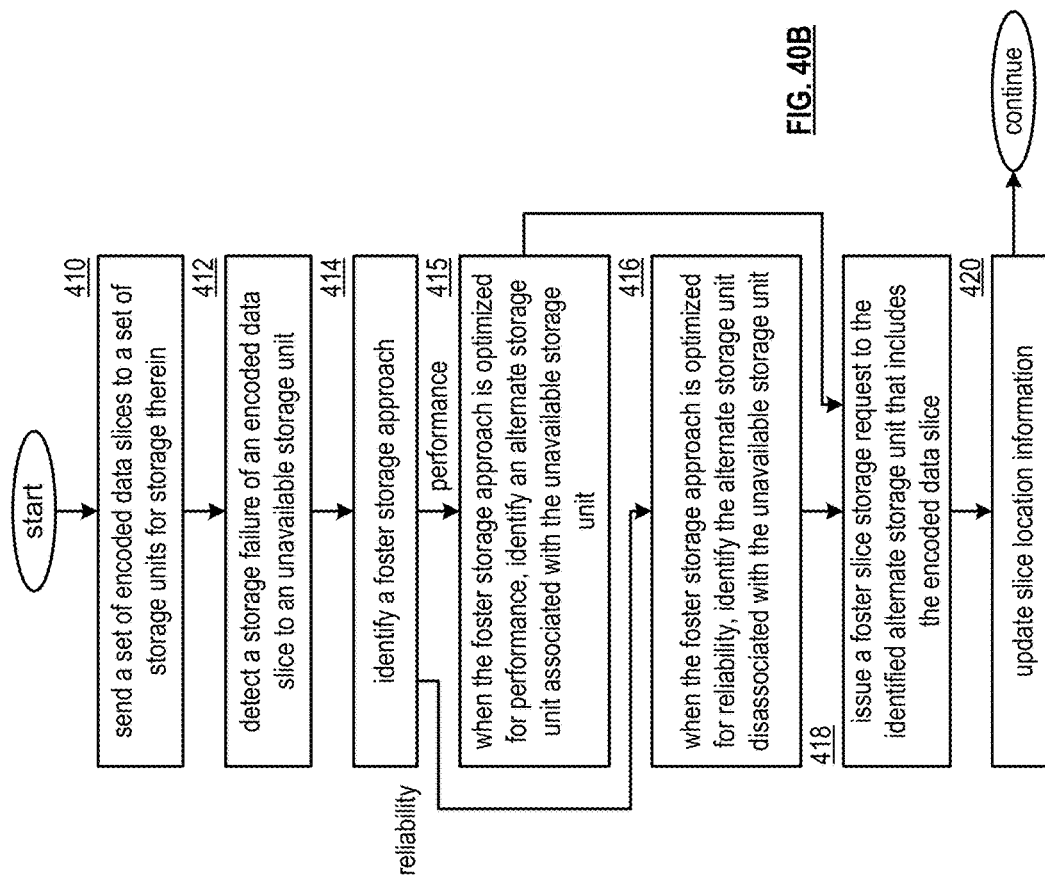 start
410
send a set of encoded data slices to a set of
storage units for storage therein
412
detect a storage failure of an encoded data
slice to an unavailable storage unit
414
identify a foster storage approach
reliability
performance
415
when the foster storage approach is optimized
for performance, identify an alternate storage
unit associated with the unavailable storage
unit
416
when the foster storage approach is optimized
for reliability, identify the alternate storage unit
disassociated with the unavailable storage unit
418
issue a foster slice storage request to the
identified alternate storage unit that includes
the encoded data slice
420
update slice location information
continue
FIG. 40B